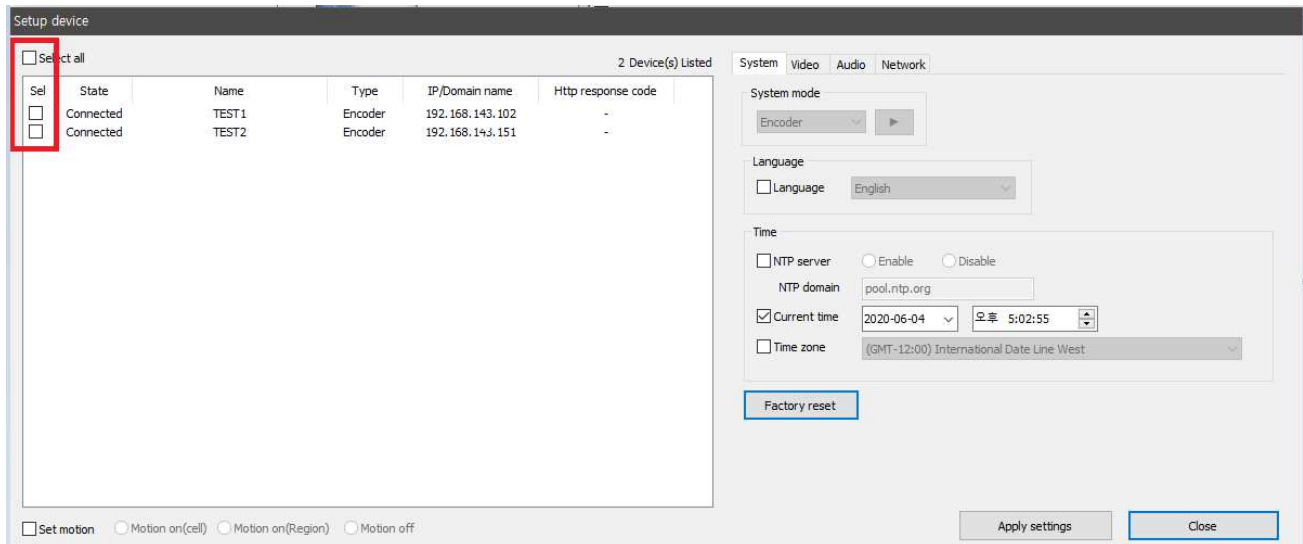 Setup device
Select all
2 Device(s) Listed
Sel State Name Type IP/Domain name Http response code
Connected TEST1 Encoder 192.168.143.102 -
Connected TEST2 Encoder 192.168.143.151 -
Set motion Motion on(cell) Motion on(Region) Motion off
System Video Audio Network
System mode
Encoder
Language
Language English
Time
NTP server Enable Disable
NTP domain pool.ntp.org
Current time 2020-06-04 오후 5:02:55
Time zone (GMT-12:00) International Date Line West
Factory reset
Apply settings Close